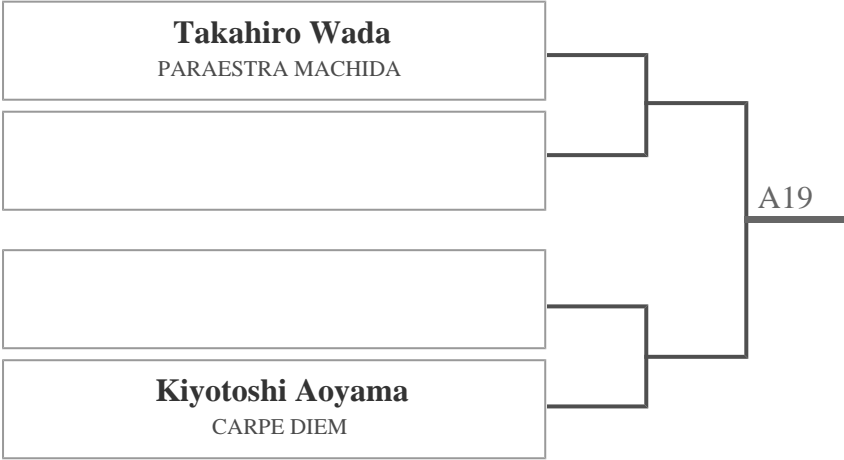 Takahiro Wada
PARAESTRA MACHIDA
A19
Kiyotoshi Aoyama
CARPE DIEM